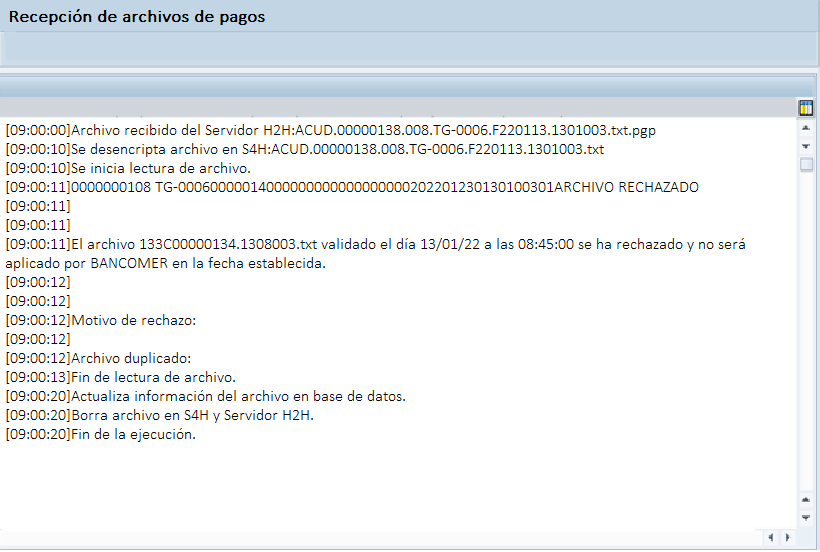 Recepción de archivos de pagos
[09:00:00]Archivo recibido del Servidor H2H:ACUD.00000138.008.TG-0006.F220113.1301003.txt.pgp
[09:00:10]Se desencripta archivo en S4H:ACUD.00000138.008.TG-0006.F220113.1301003.txt
[09:00:10]Se inicia lectura de archivo.
[09:00:11]0000000108 TG-0006000001400000000000000000202201230130100301ARCHIVO RECHAZADO
[09:00:11]
[09:00:11]
[09:00:11]El archivo 133C00000134.1308003.txt validado el día 13/01/22 a las 08:45:00 se ha rechazado y no será
aplicado por BANCOMER en la fecha establecida.
[09:00:12]
[09:00:12]
[09:00:12]Motivo de rechazo:
[09:00:12]
[09:00:12]Archivo duplicado:
[09:00:13]Fin de lectura de archivo.
[09:00:20]Actualiza información del archivo en base de datos.
[09:00:20]Borra archivo en S4H y Servidor H2H.
[09:00:20]Fin de la ejecución.